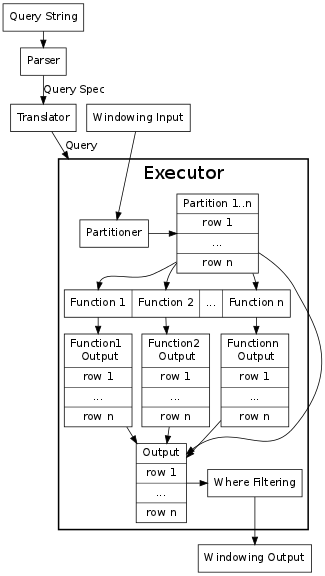 Query String
Parser
Query Spec
Translator
Windowing Input
Query
Executor
Partition 1..n
row 1
...
row n
Partitioner
Function 1
Function 2
...
Function n
Function1
Output
row 1
...
row n
Function2
Output
row 1
...
row n
Functionn
Output
row 1
...
row n
Output
row 1
...
row n
Where Filtering
Windowing Output